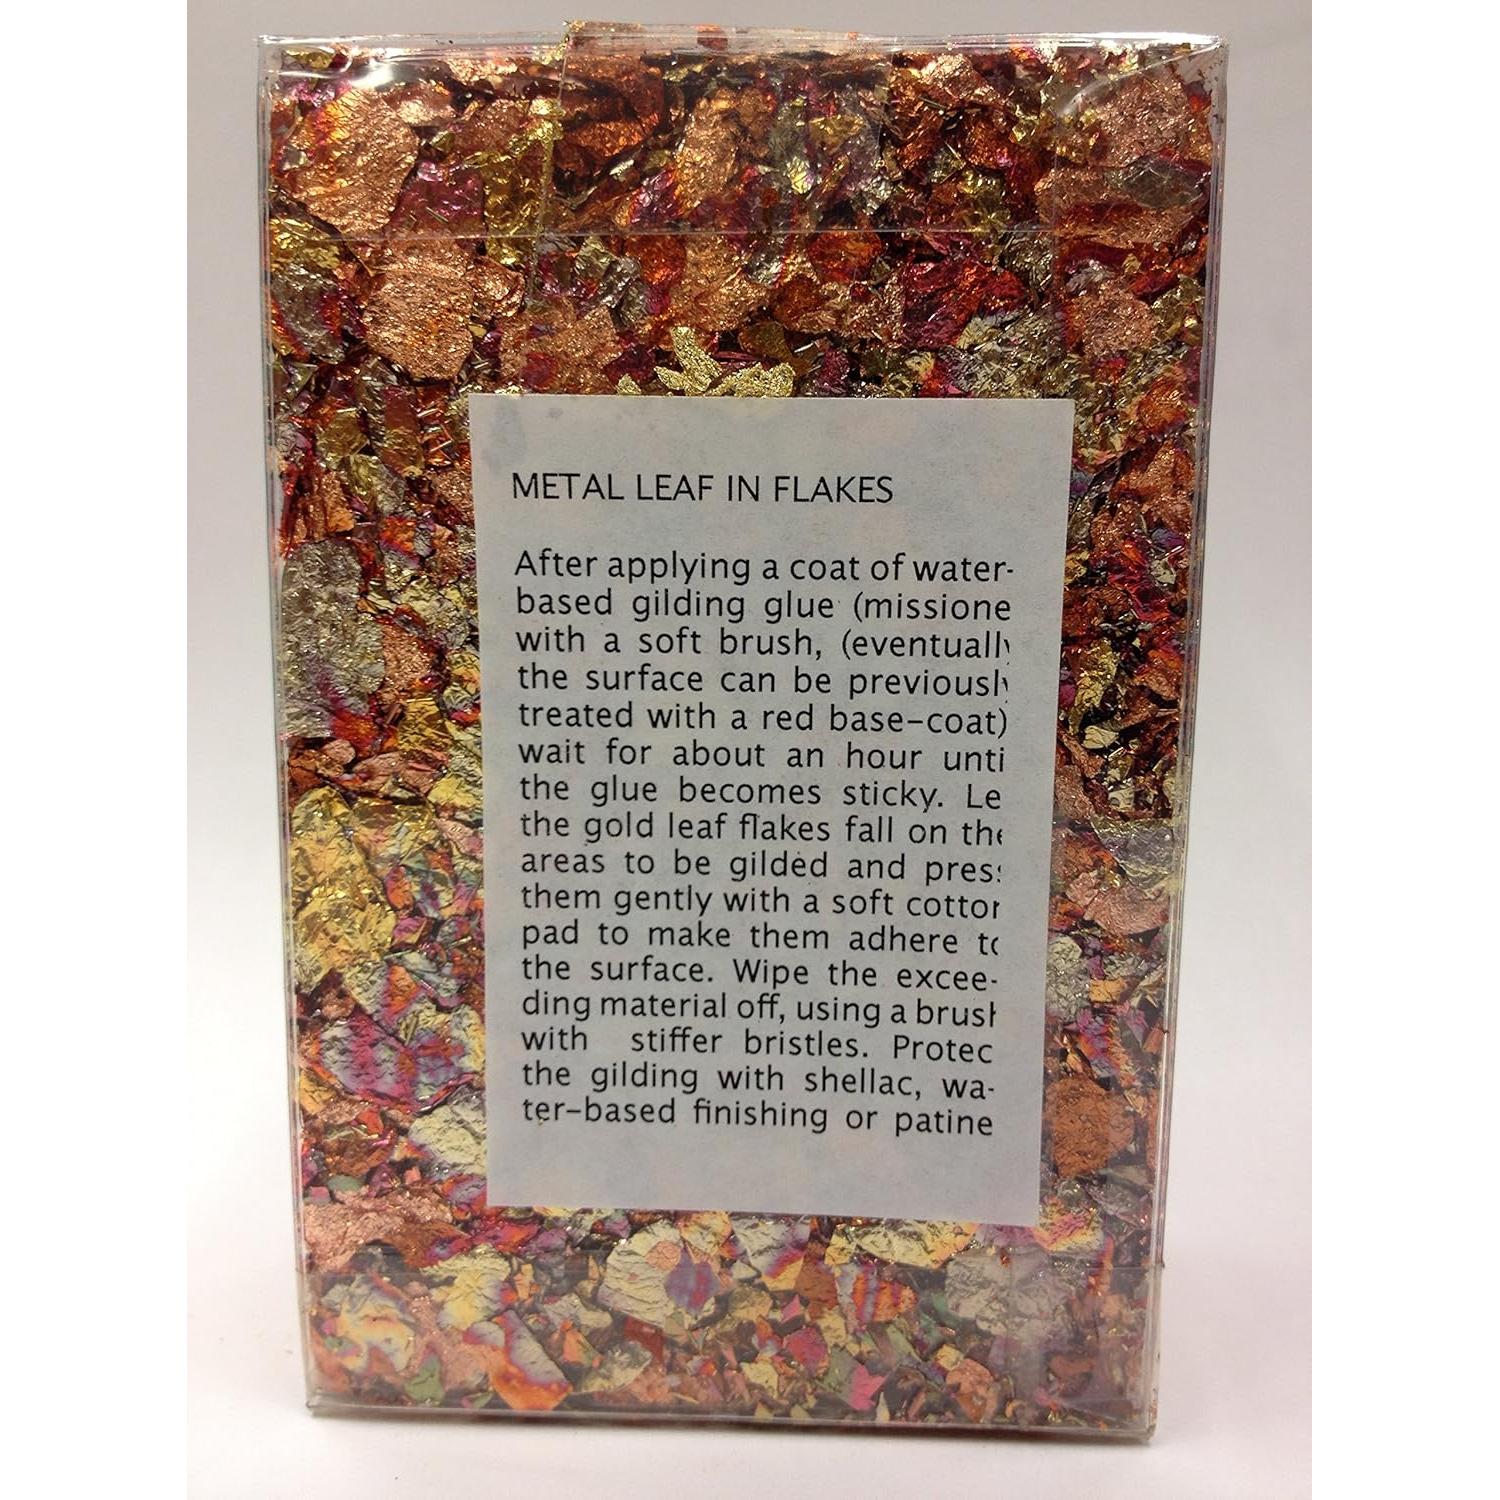 METAL LEAF IN FLAKES
After applying a coat of water-
based gilding glue (missione
with a soft brush, (eventually
the surface can be previously
treated with a red base-coat)
wait for about an hour unti
the glue becomes sticky. Le
the gold leaf flakes fall on the
areas to be gilded and press
them gently with a soft cotton
pad to make them adhere to
the surface. Wipe the excee-
ding material off, using a brush
with stiffer bristles. Protec
the gilding with shellac, wa-
ter-based finishing or patine